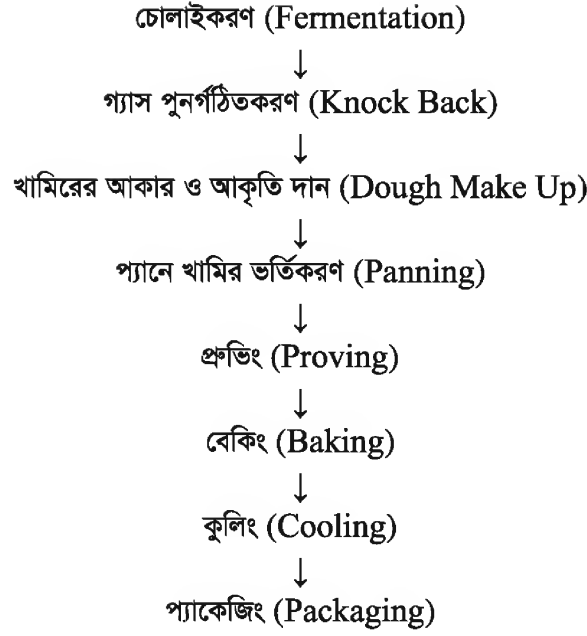 চোলাইকরণ (Fermentation)
↓
গ্যাস পুনর্গঠিতকরণ (Knock Back)
↓
খামিরের আকার ও আকৃতি দান (Dough Make Up)
↓
প্যানে খামির ভর্তিকরণ (Panning)
↓
প্রুভিং (Proving)
↓
বেকিং (Baking)
↓
কুলিং (Cooling)
↓
প্যাকেজিং (Packaging)